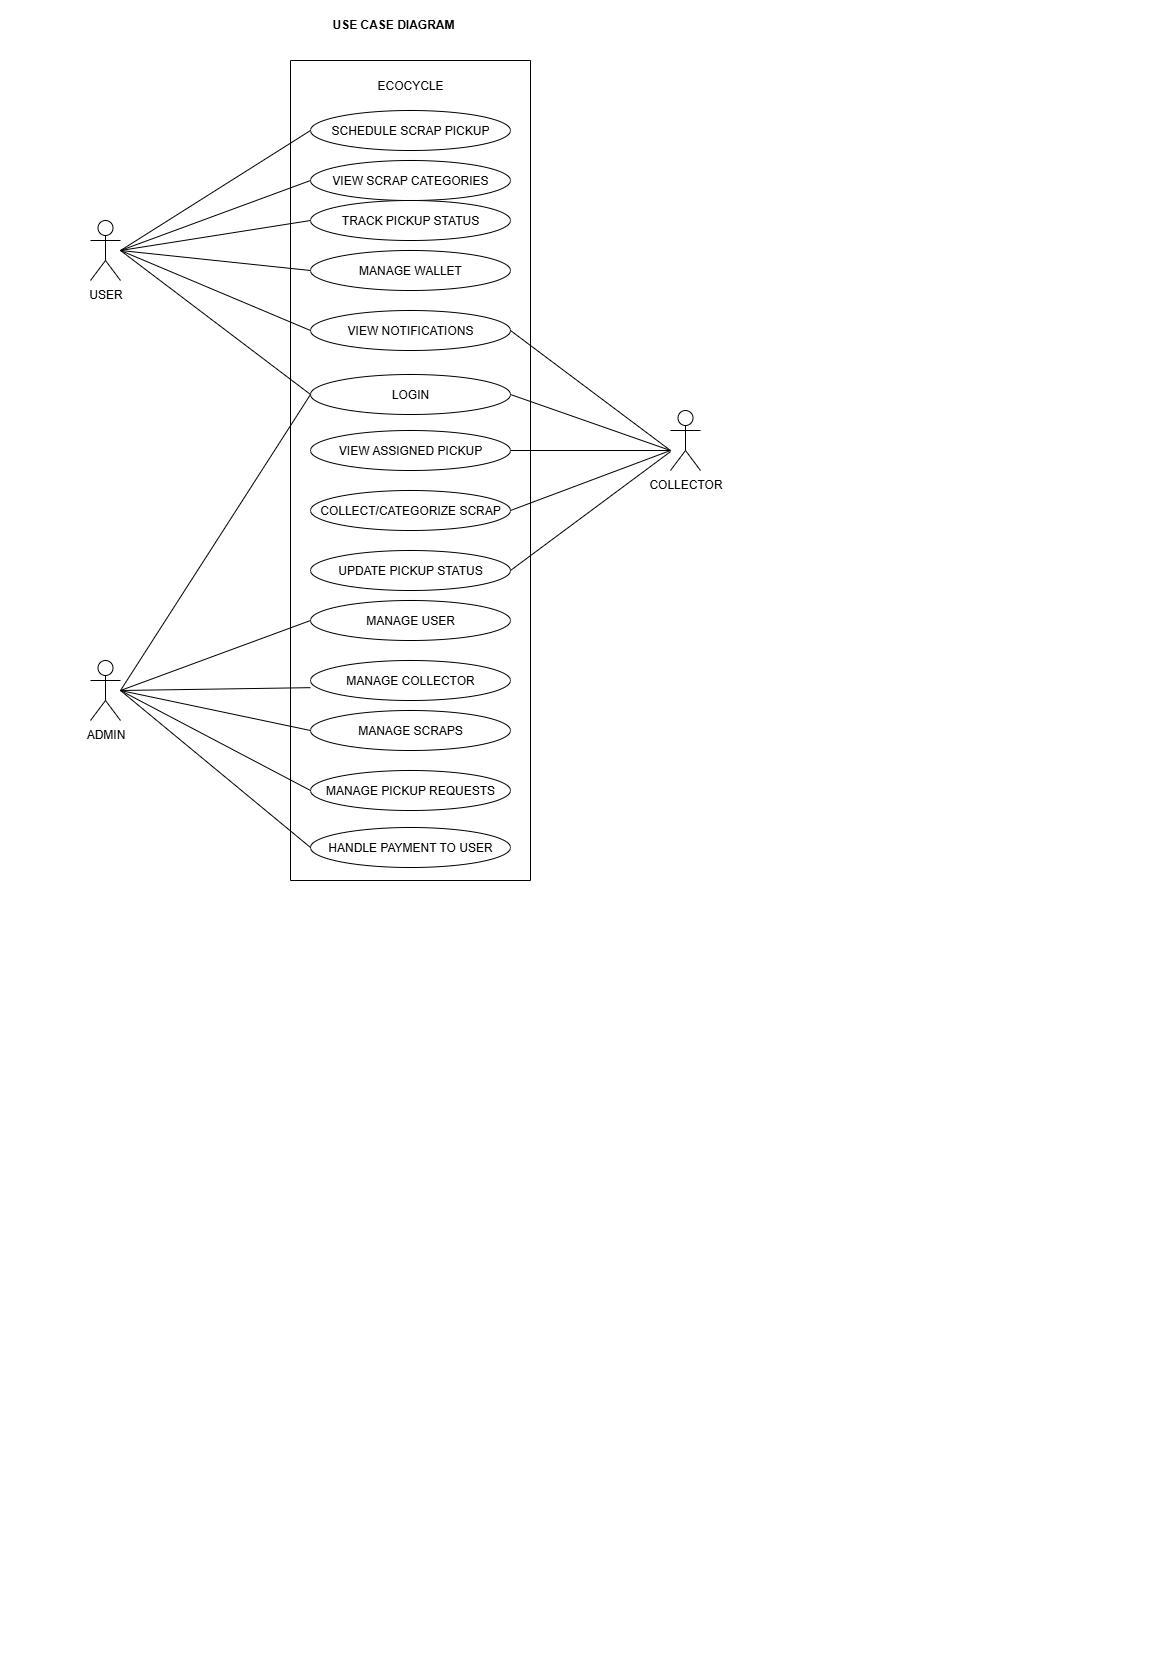 USE CASE DIAGRAM
ECOCYCLE
SCHEDULE SCRAP PICKUP
VIEW SCRAP CATEGORIES
TRACK PICKUP STATUS
MANAGE WALLET
USER
VIEW NOTIFICATIONS
LOGIN
VIEW ASSIGNED PICKUP
COLLECTOR
COLLECT/CATEGORIZE SCRAP
UPDATE PICKUP STATUS
MANAGE USER
MANAGE COLLECTOR
MANAGE SCRAPS
ADMIN
MANAGE PICKUP REQUESTS
HANDLE PAYMENT TO USER